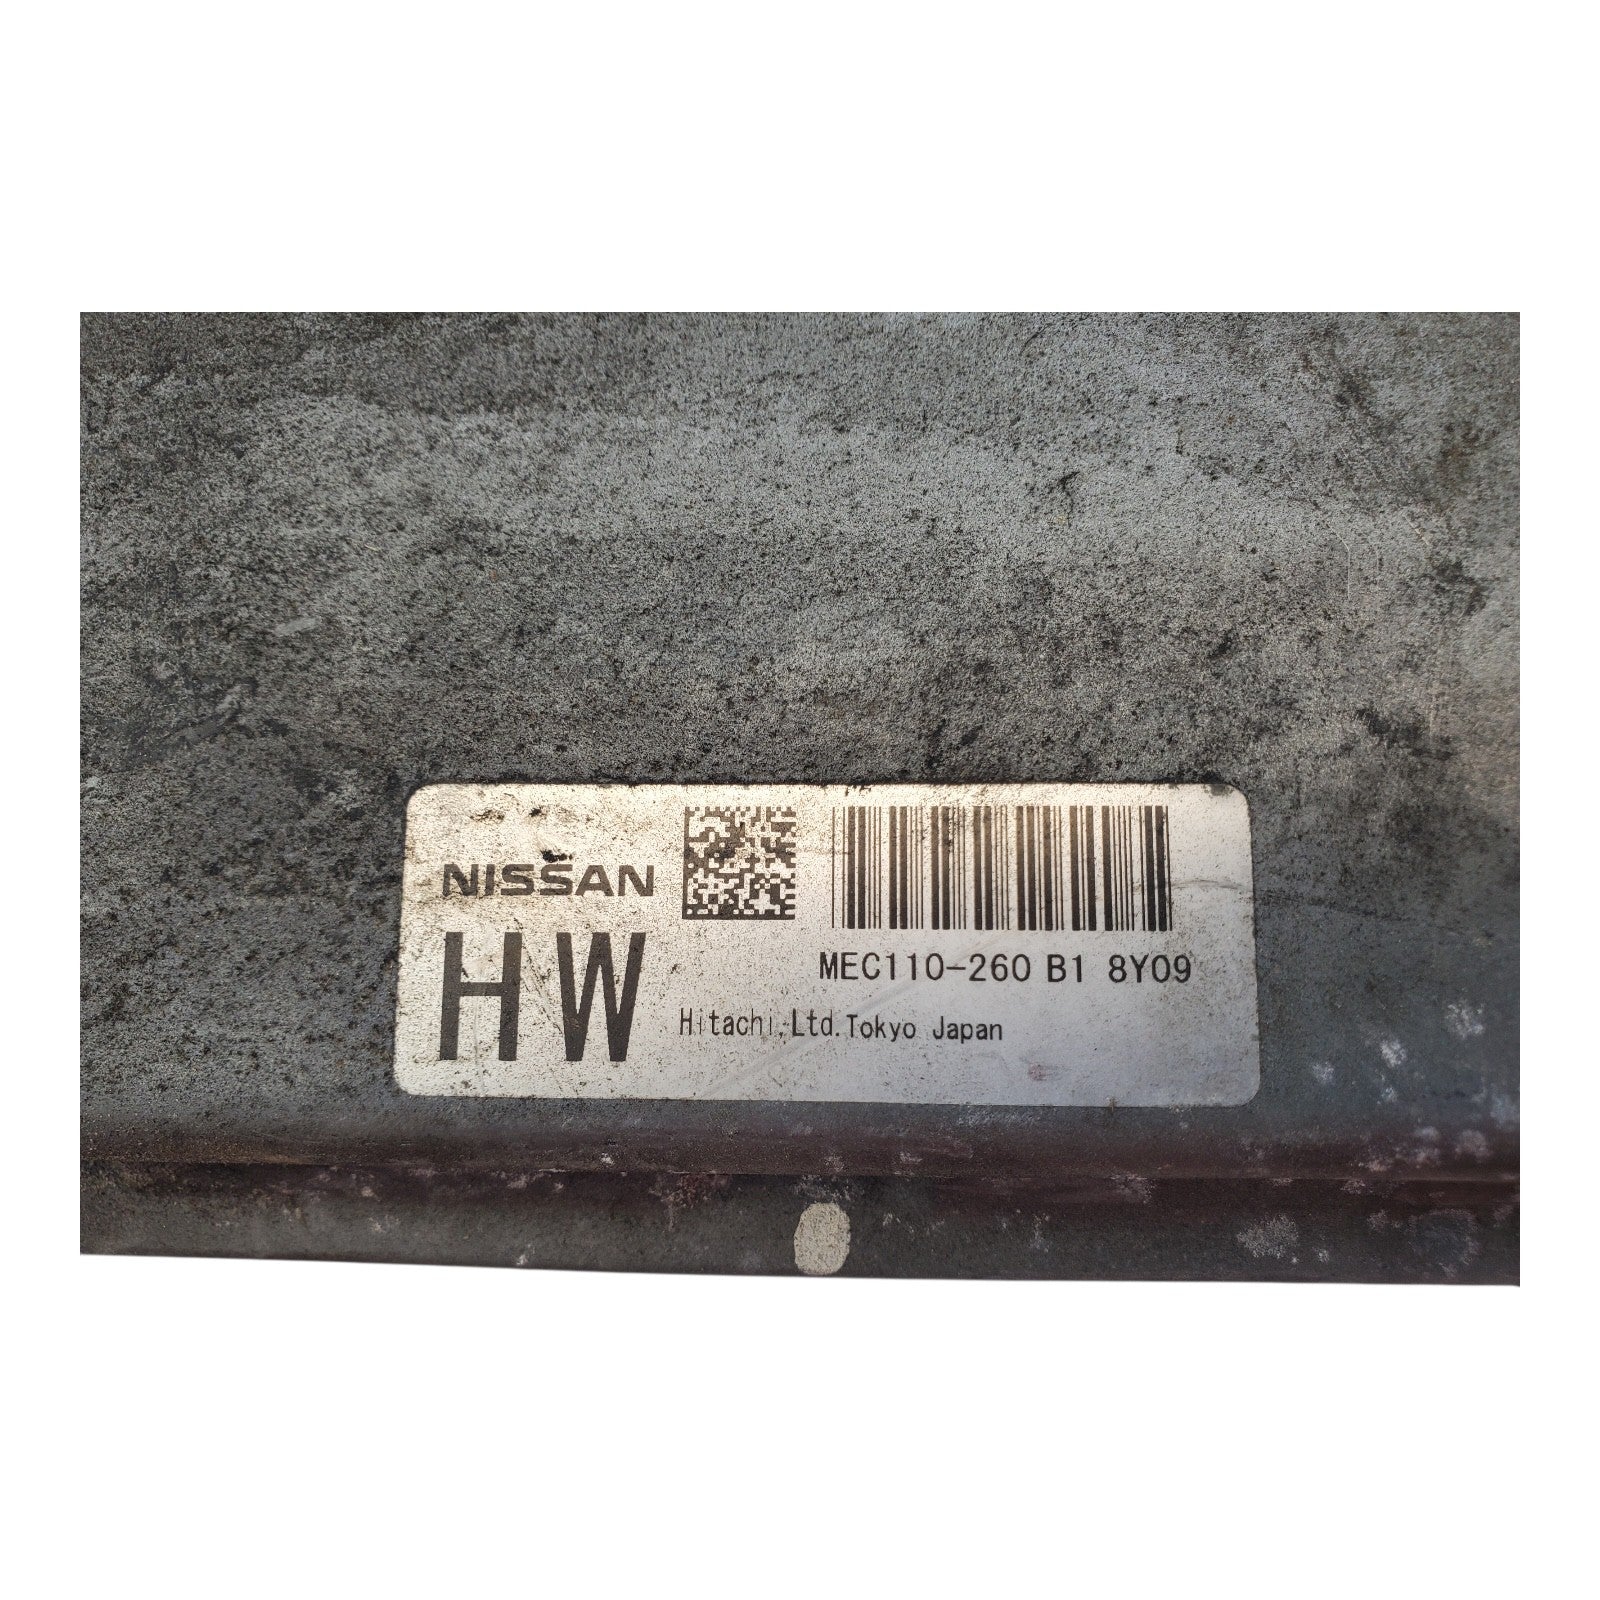 NISSAN
HW
MEC110-260 B1 8Y09
Hitachi,Ltd.Tokyo Japan